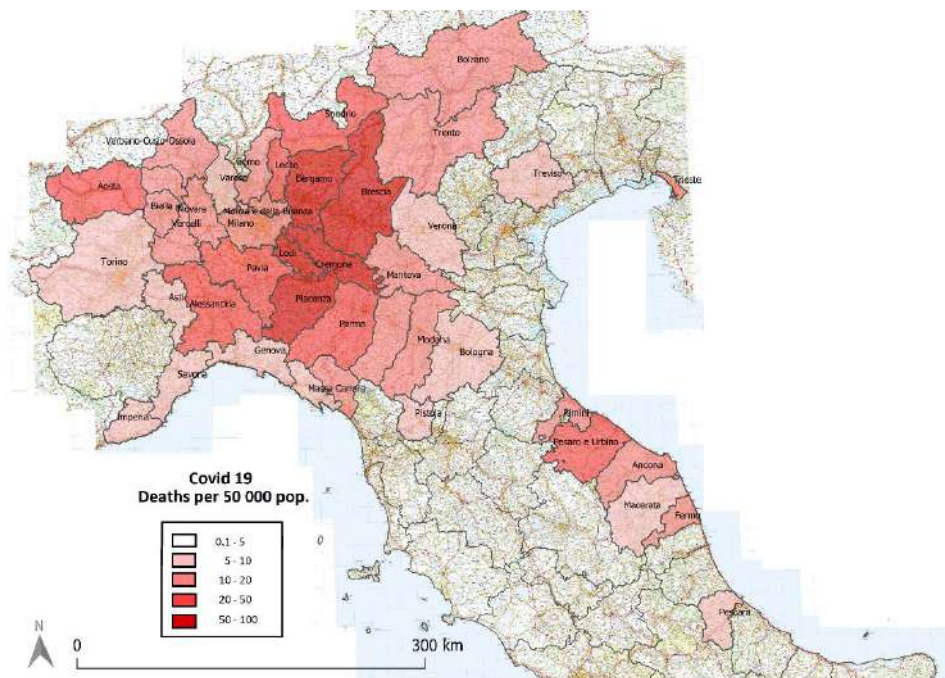 Bolzano
Sondrio
Trento
Verbano-Cusio-Ossola
Como
Lecco
Varese
Bergamo
Treviso
Aosta
Brescia
Trieste
Biella
Novara
Monza e della Brianza
Milano
Vercelli
Verona
Lodi
Cremona
Torino
Pavia
Mantova
Asti
Alessandria
Piacenza
Parma
Modena
Genova
Bologna
Savona
Massa Carrara
Imperia
Pistoia
Rimini
Pesaro e Urbino
Ancona
Macerata
Fermo
Pescara
Covid 19
Deaths per 50 000 pop.
0.1 - 5
5 - 10
10 - 20
20 - 50
50 - 100
N
0 300 km